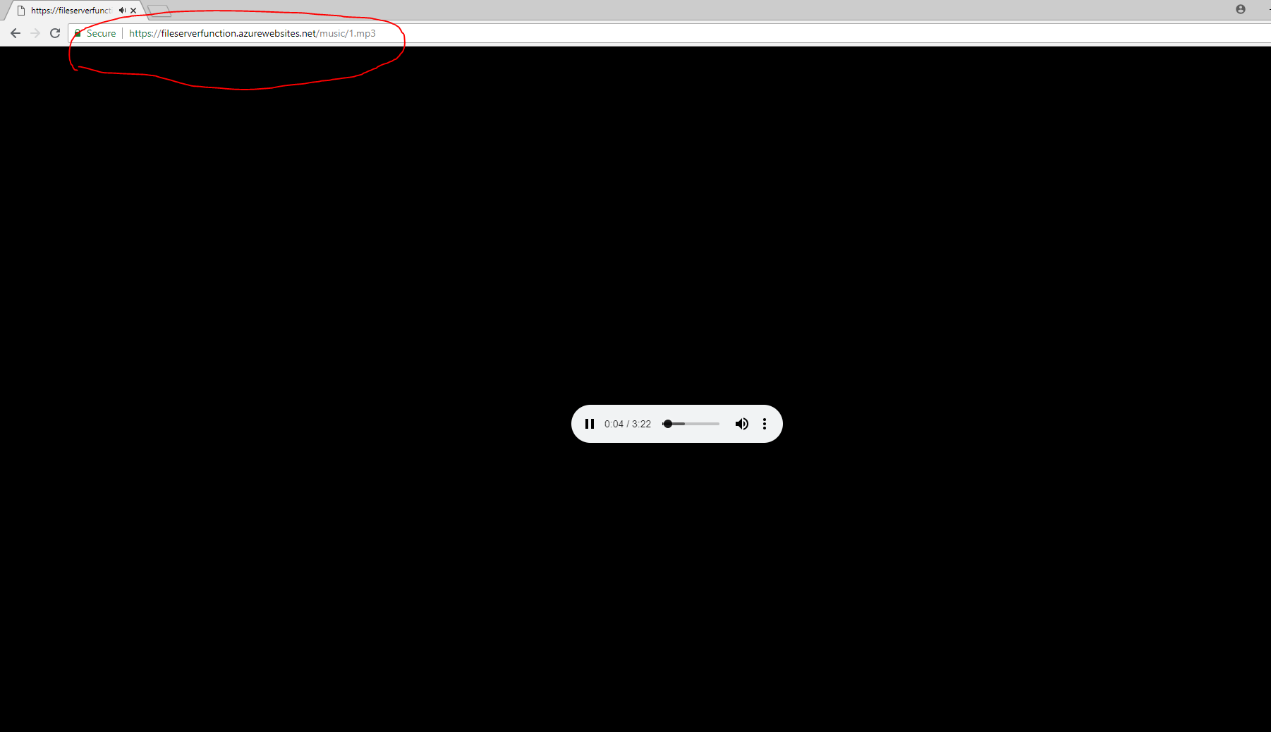 https://fileserverfunct
Secure | https://fileserverfunction.azurewebsites.net/music/1.mp3
0:04 / 3:22